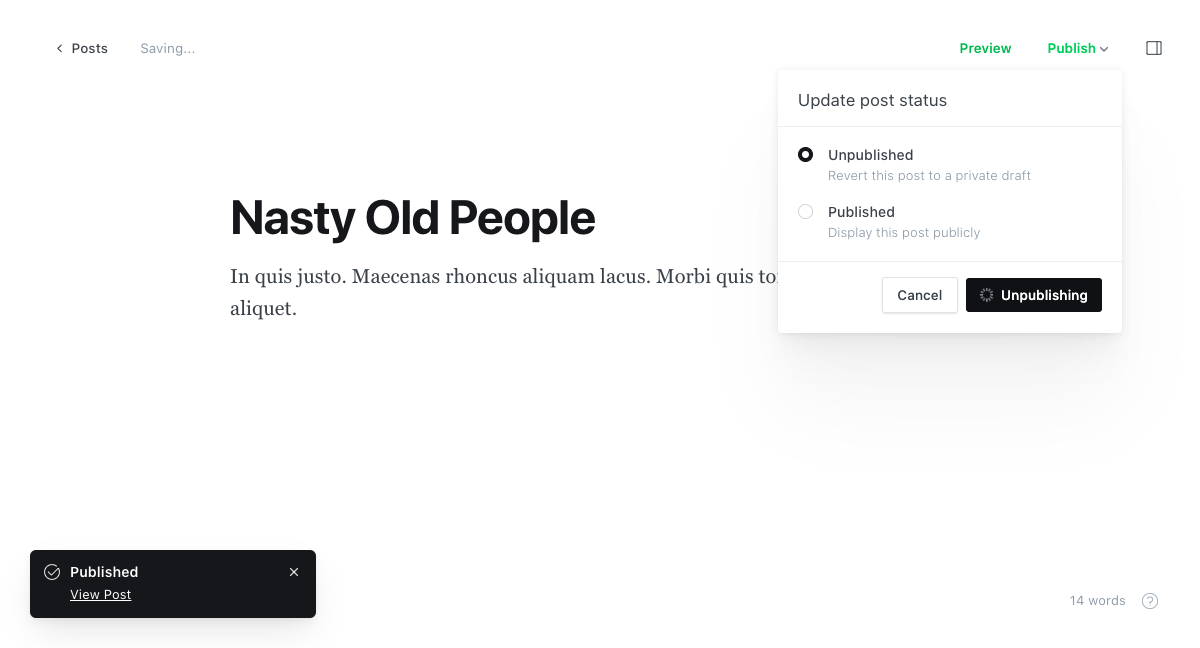 Posts
Saving...
Preview
Publish
Update post status
Unpublished
Revert this post to a private draft
Published
Display this post publicly
Cancel
Unpublishing
Nasty Old People
In quis justo. Maecenas rhoncus aliquam lacus. Morbi quis
aliquet.
Published
View Post
14 words
?